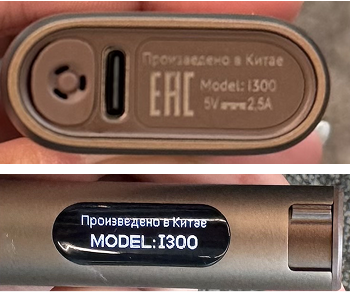 Произведено в Китае
EAC Model: I300
5V⎓2,5A
Произведено в Китае
MODEL:I300